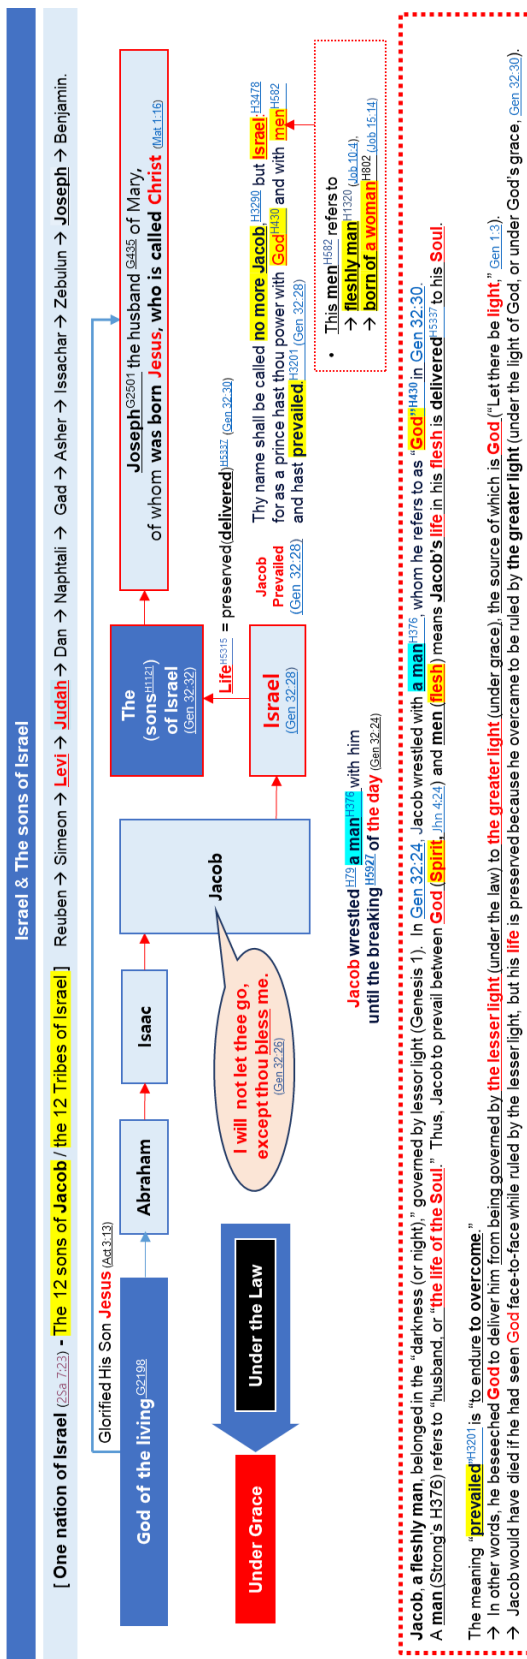 Israel & The sons of Israel
[ One nation of Israel (2Sa 7:23) - The 12 sons of Jacob / the 12 Tribes of Israel ]   Reuben → Simeon → Levi → Judah → Dan → Naphtali → Gad → Asher → Issachar → Zebulun → Joseph → Benjamin.
Glorified His Son Jesus (Act 3:13)
God of the living G2198
Abraham
Isaac
Jacob
The
(sons H1121)
of Israel
(Gen 32:32)
Joseph G2501 the husband G435 of Mary,
of whom was born Jesus, who is called Christ (Mat 1:16)
Life H5315 = preserved(delivered) H5337 (Gen 32:30)
Israel
(Gen 32:28)
Jacob
Prevailed
(Gen 32:28)
Thy name shall be called no more Jacob, H3290 but Israel: H3478
for as a prince hast thou power with God H430 and with men H582
and hast prevailed. H3201 (Gen 32:28)
I will not let thee go,
except thou bless me.
(Gen 32:26)
Under Grace
Under the Law
Jacob wrestled H79 a man H376 with him
until the breaking H5927 of the day (Gen 32:24)
• This men H582 refers to
→ fleshly man H1320 (Job 10:4),
→ born of a woman H802 (Job 15:14)
Jacob, a fleshly man, belonged in the “darkness (or night),” governed by lessor light (Genesis 1). In Gen 32:24, Jacob wrestled with a man H376, whom he refers to as “God” H430 in Gen 32:30.
A man (Strong's H376) refers to “husband, or “the life of the Soul.” Thus, Jacob to prevail between God (Spirit, Jhn 4:24) and men (flesh) means Jacob's life in his flesh is delivered H5337 to his Soul.
The meaning “prevailed” H3201 is “to endure to overcome.”
→ In other words, he beseeched God to deliver him from being governed by the lesser light (under the law) to the greater light (under grace), the source of which is God (“Let there be light,” Gen 1:3).
→ Jacob would have died if he had seen God face-to-face while ruled by the lesser light, but his life is preserved because he overcame to be ruled by the greater light (under the light of God, or under God's grace, Gen 32:30).